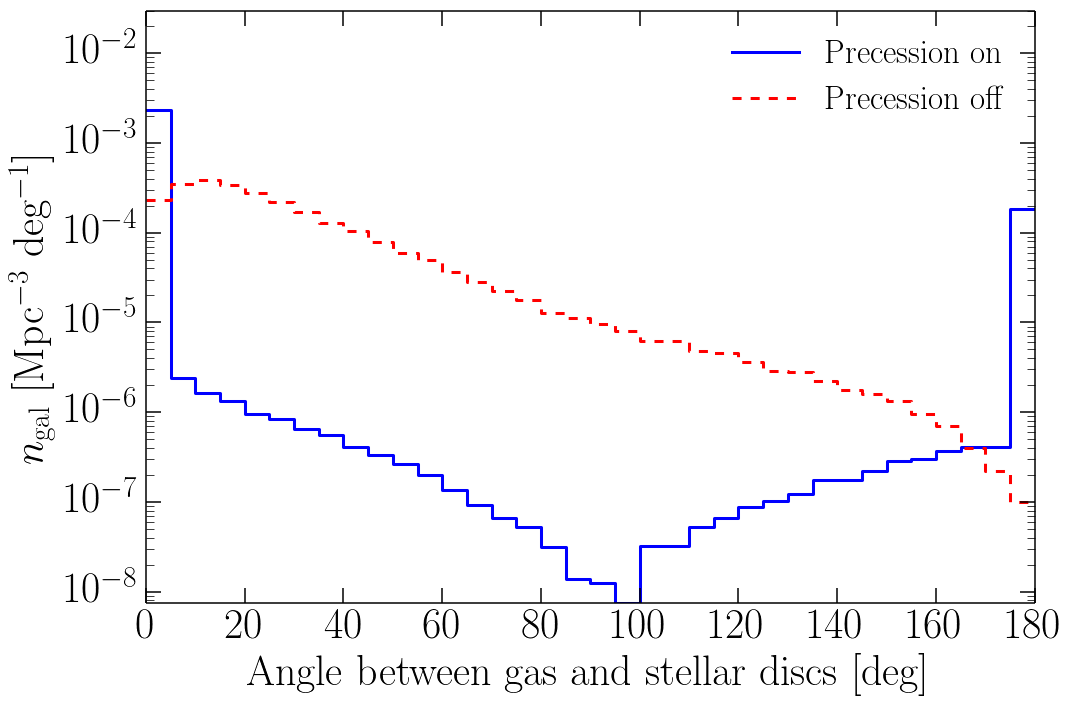 Precession on
Precession off
10⁻²
10⁻³
10⁻⁴
10⁻⁵
10⁻⁶
10⁻⁷
10⁻⁸
n_gal [Mpc⁻³ deg⁻¹]
0 20 40 60 80 100 120 140 160 180
Angle between gas and stellar discs [deg]